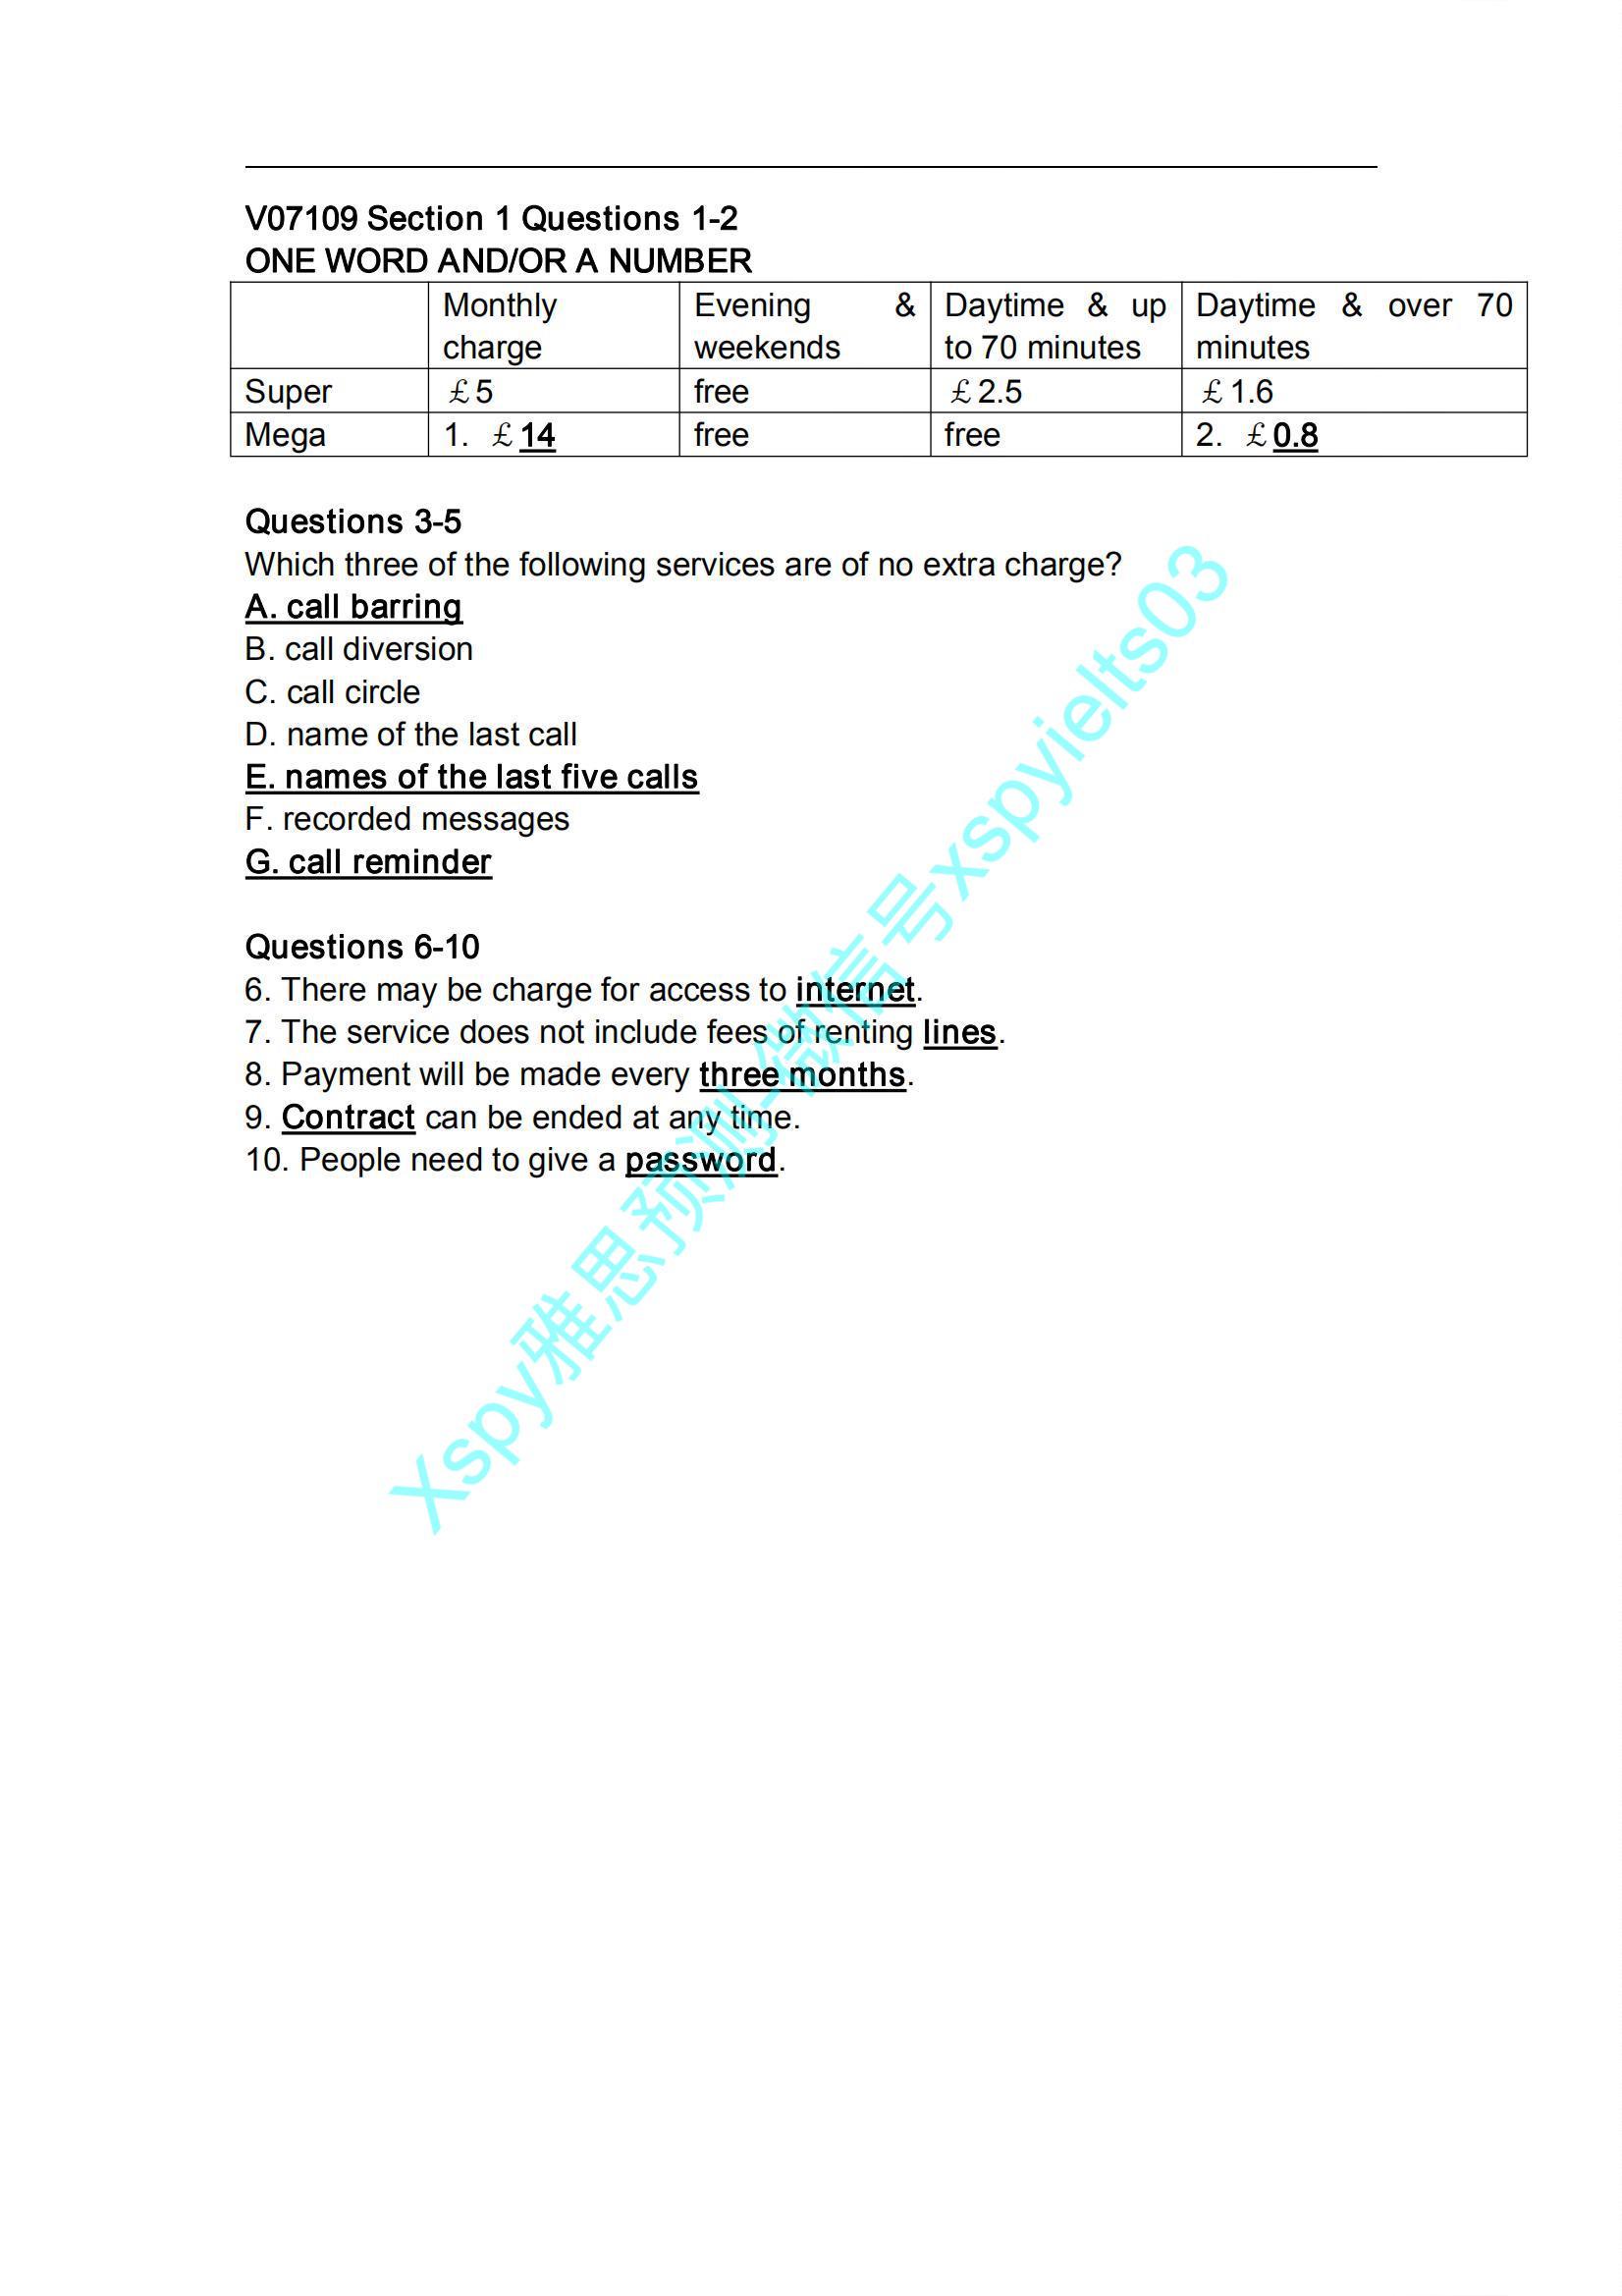 V07109 Section 1 Questions 1-2
ONE WORD AND/OR A NUMBER
Monthly charge Evening & weekends Daytime & up to 70 minutes Daytime & over 70 minutes
Super £5 free £2.5 £1.6
Mega 1. £14 free free 2. £0.8
Questions 3-5
Which three of the following services are of no extra charge?
A. call barring
B. call diversion
C. call circle
D. name of the last call
E. names of the last five calls
F. recorded messages
G. call reminder
Questions 6-10
6. There may be charge for access to internet.
7. The service does not include fees of renting lines.
8. Payment will be made every three months.
9. Contract can be ended at any time.
10. People need to give a password.
Xspy雅思预测-微信号xspyielts03